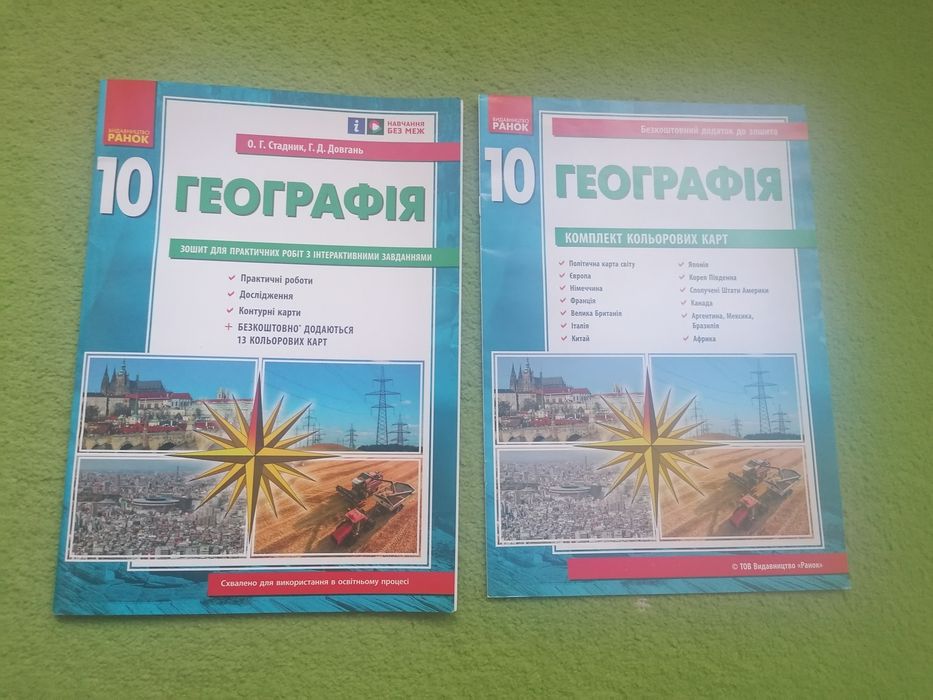 ВИДАВНИЦТВО
РАНОК
НАВЧАННЯ
БЕЗ МЕЖ
О. Г. Стадник, Г. Д. Довгань
10
ГЕОГРАФІЯ
ЗОШИТ ДЛЯ ПРАКТИЧНИХ РОБІТ З ІНТЕРАКТИВНИМИ ЗАВДАННЯМИ
Практичні роботи
Дослідження
Контурні карти
+ БЕЗКОШТОВНО* ДОДАЮТЬСЯ
13 КОЛЬОРОВИХ КАРТ
Схвалено для використання в освітньому процесі
ВИДАВНИЦТВО
РАНОК
Безкоштовний додаток до зошита
10
ГЕОГРАФІЯ
КОМПЛЕКТ КОЛЬОРОВИХ КАРТ
Політична карта світу
Європа
Німеччина
Франція
Велика Британія
Італія
Китай
Японія
Корея Південна
Сполучені Штати Америки
Канада
Аргентина, Мексика,
Бразилія
Африка
© ТОВ Видавництво «Ранок»